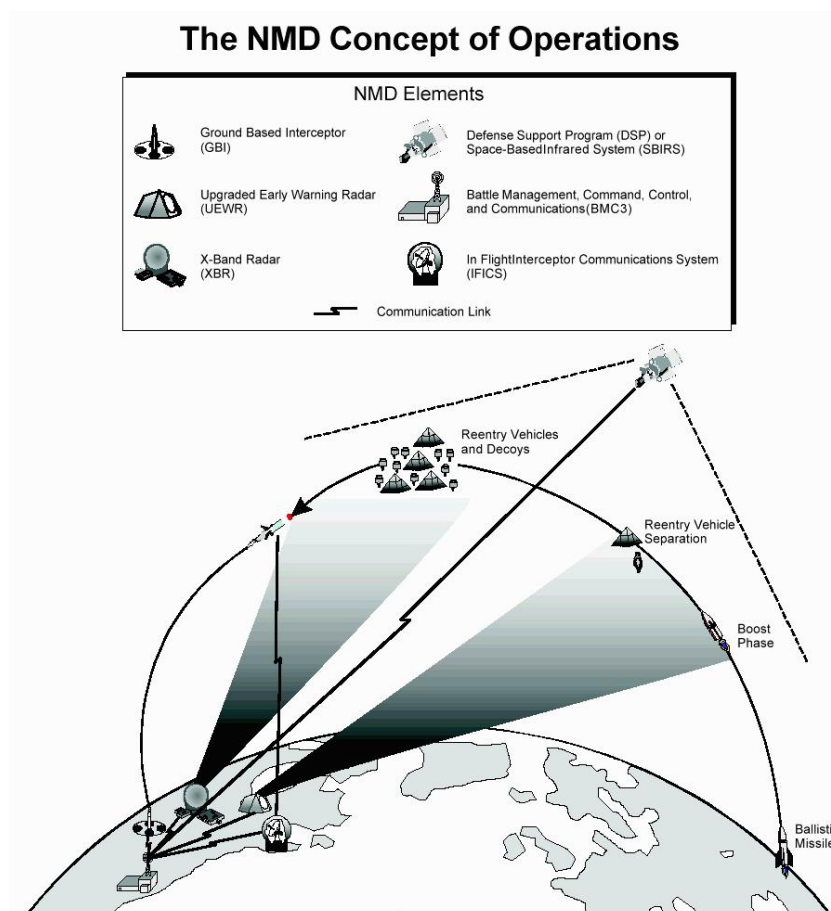 The NMD Concept of Operations
NMD Elements
Ground Based Interceptor
(GBI)
Defense Support Program (DSP) or
Space-BasedInfrared System (SBIRS)
Upgraded Early Warning Radar
(UEWR)
Battle Management, Command, Control,
and Communications(BMC3)
X-Band Radar
(XBR)
In FlightInterceptor Communications System
(IFICS)
Communication Link
Reentry Vehicles
and Decoys
Reentry Vehicle
Separation
Boost
Phase
Ballisti
Missile